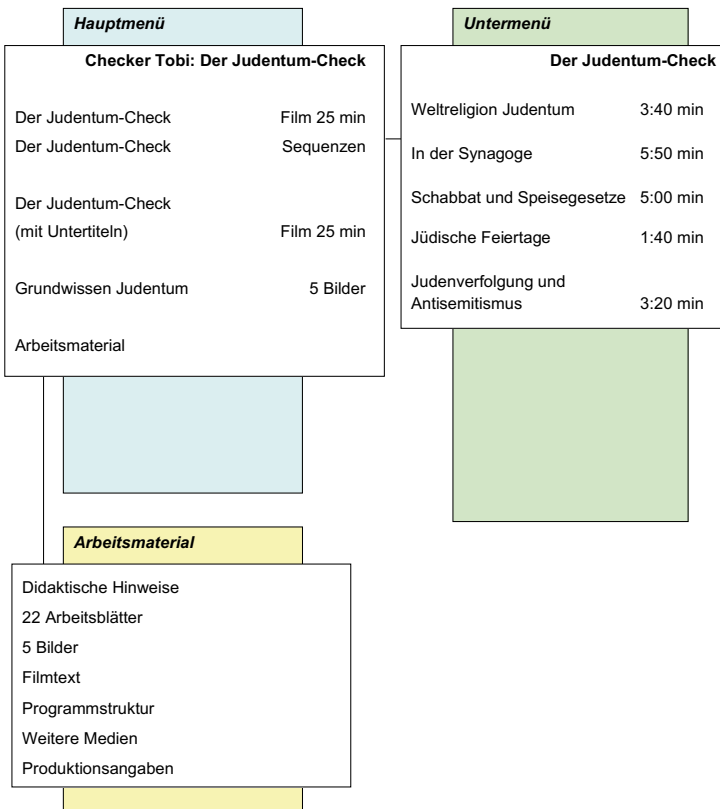 Hauptmenü
Checker Tobi: Der Judentum-Check
Der Judentum-Check Film 25 min
Der Judentum-Check Sequenzen
Der Judentum-Check
(mit Untertiteln) Film 25 min
Grundwissen Judentum 5 Bilder
Arbeitsmaterial
Untermenü
Der Judentum-Check
Weltreligion Judentum 3:40 min
In der Synagoge 5:50 min
Schabbat und Speisegesetze 5:00 min
Jüdische Feiertage 1:40 min
Judenverfolgung und
Antisemitismus 3:20 min
Arbeitsmaterial
Didaktische Hinweise
22 Arbeitsblätter
5 Bilder
Filmtext
Programmstruktur
Weitere Medien
Produktionsangaben